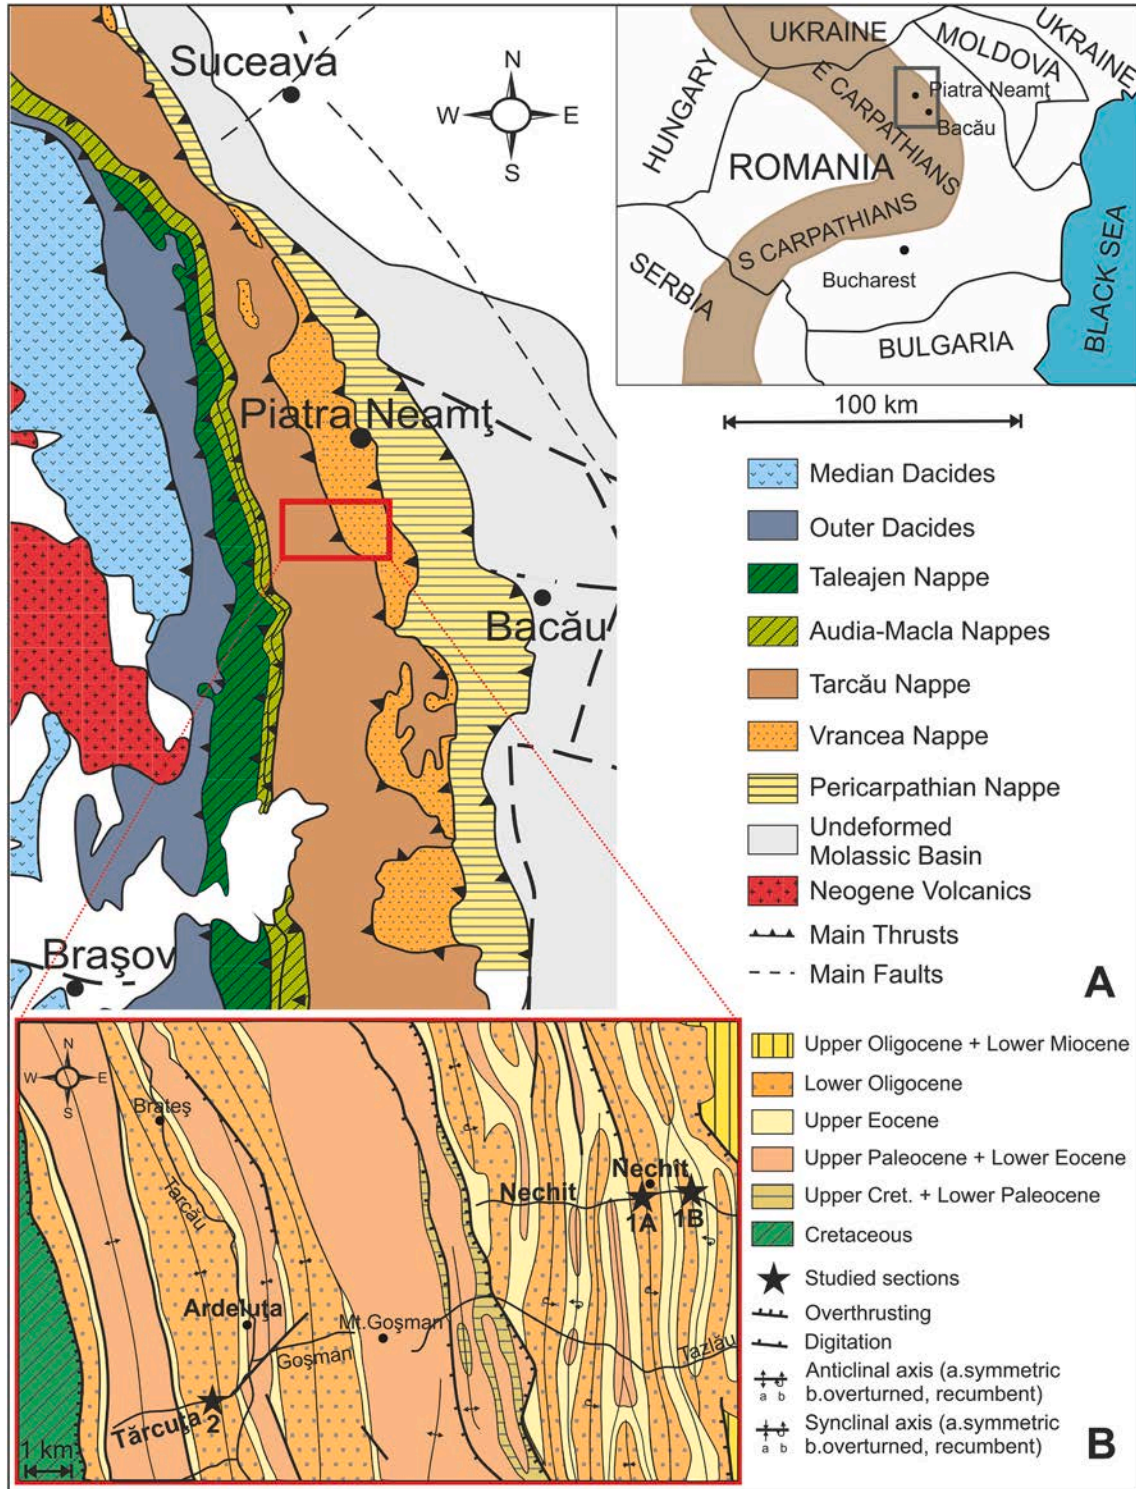 Suceava
N
W
E
S
Piatra Neamţ
Bacău
Braşov
UKRAINE
UKRAINE
MOLDOVA
HUNGARY
E CARPATHIANS
Piatra Neamt
Bacău
ROMANIA
S CARPATHIANS
SERBIA
Bucharest
BULGARIA
BLACK SEA
100 km
Median Dacides
Outer Dacides
Taleajen Nappe
Audia-Macla Nappes
Tarcău Nappe
Vrancea Nappe
Pericarpathian Nappe
Undeformed
Molassic Basin
Neogene Volcanics
Main Thrusts
Main Faults
A
N
W
E
S
Brateş
Tarcău
Ardeluţa
Mt.Goşman
Goşman
Tărcuţa
2
1 km
Nechit
Nechit
1A
1B
Tazlău
Upper Oligocene + Lower Miocene
Lower Oligocene
Upper Eocene
Upper Paleocene + Lower Eocene
Upper Cret. + Lower Paleocene
Cretaceous
Studied sections
Overthrusting
Digitation
a b
Anticlinal axis (a.symmetric
b.overturned, recumbent)
a b
Synclinal axis (a.symmetric
b.overturned, recumbent)
B